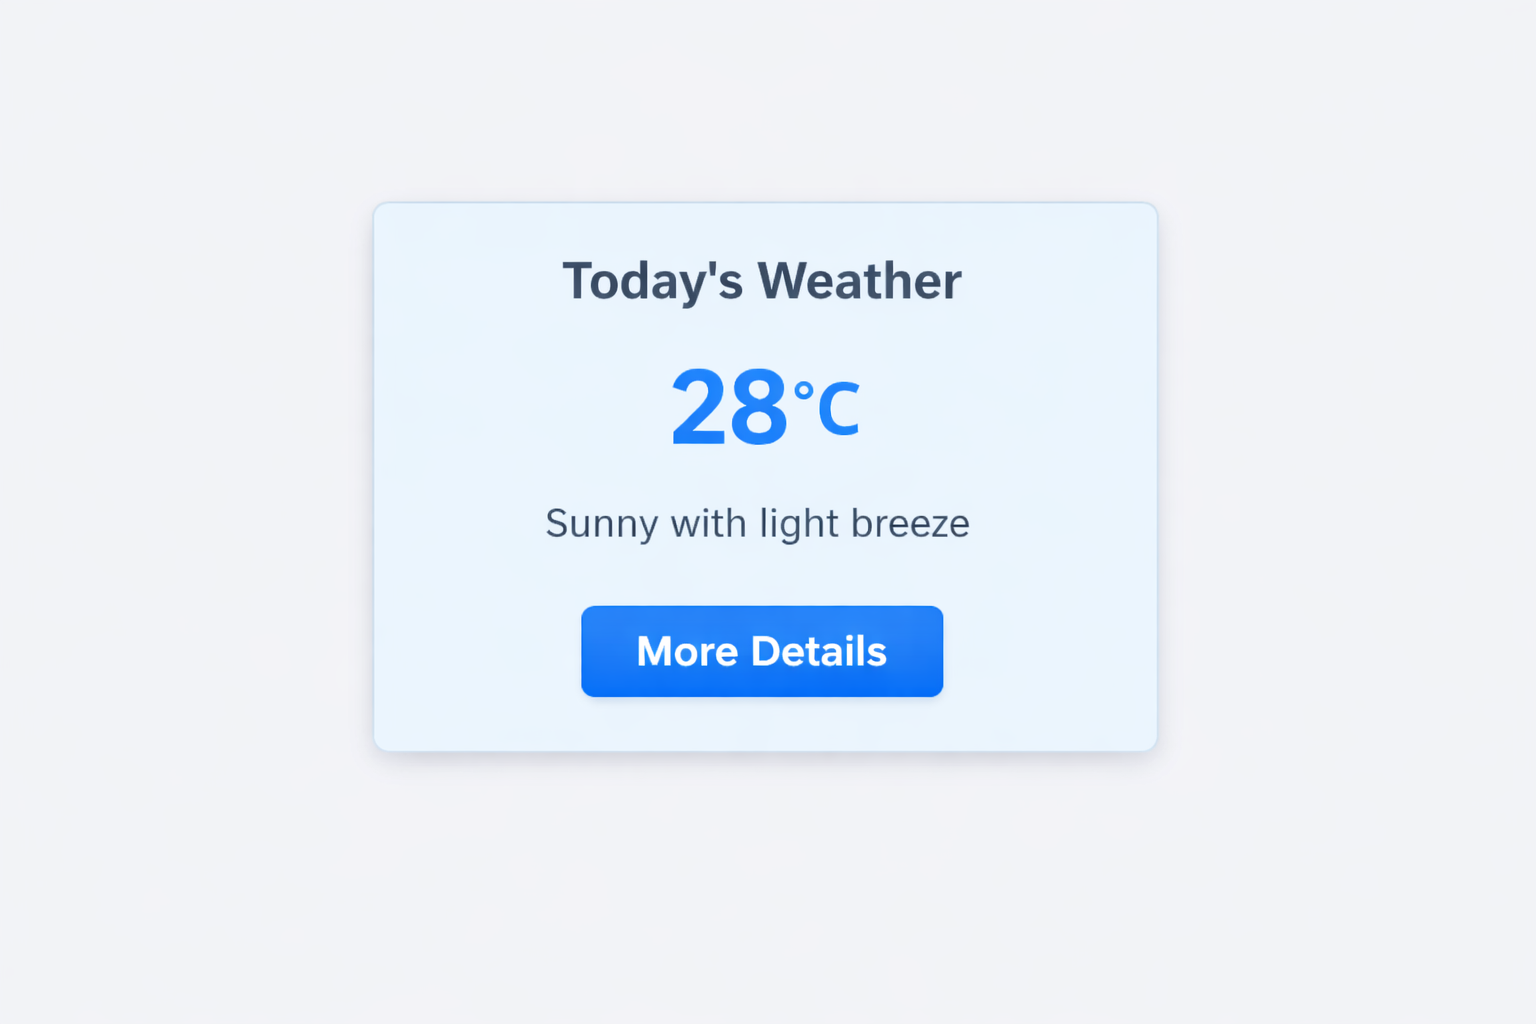 Today's Weather
28°C
Sunny with light breeze
More Details